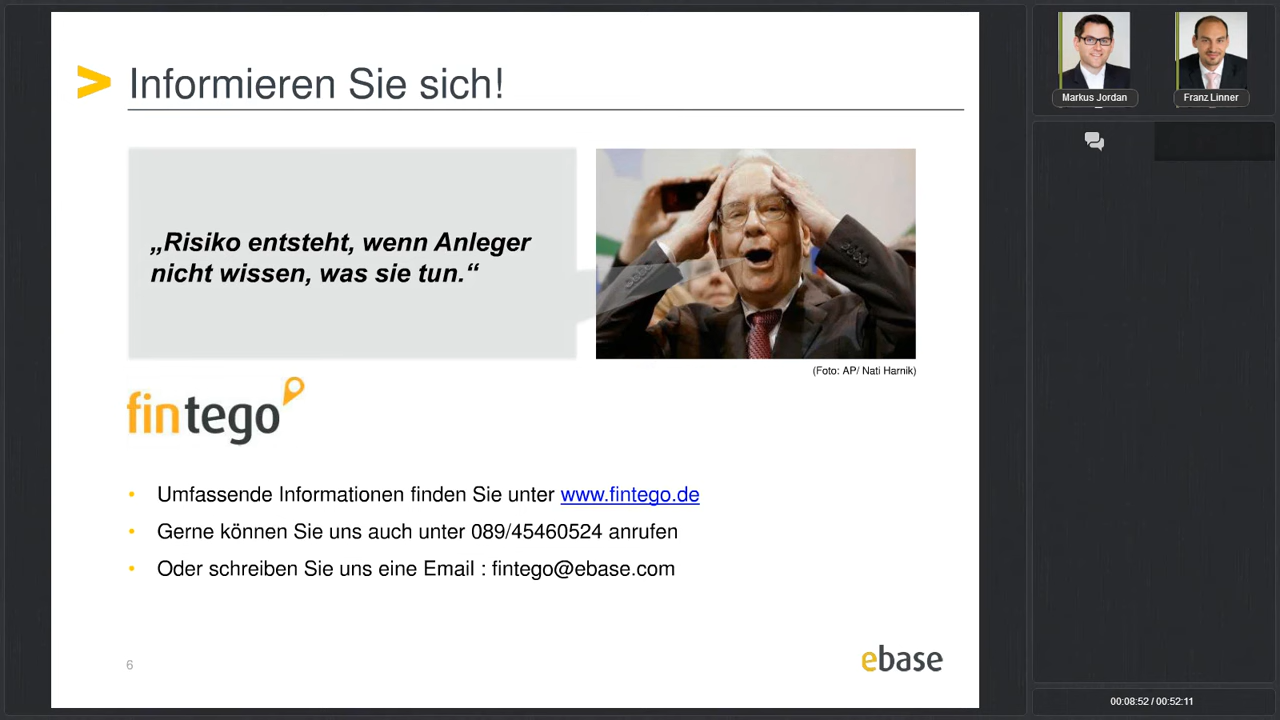 > Informieren Sie sich!
„Risiko entsteht, wenn Anleger
nicht wissen, was sie tun.“
(Foto: AP/ Nati Harnik)
fintego
• Umfassende Informationen finden Sie unter www.fintego.de
• Gerne können Sie uns auch unter 089/45460524 anrufen
• Oder schreiben Sie uns eine Email : fintego@ebase.com
6
ebase
Markus Jordan
Franz Linner
00:08:52 / 00:52:11